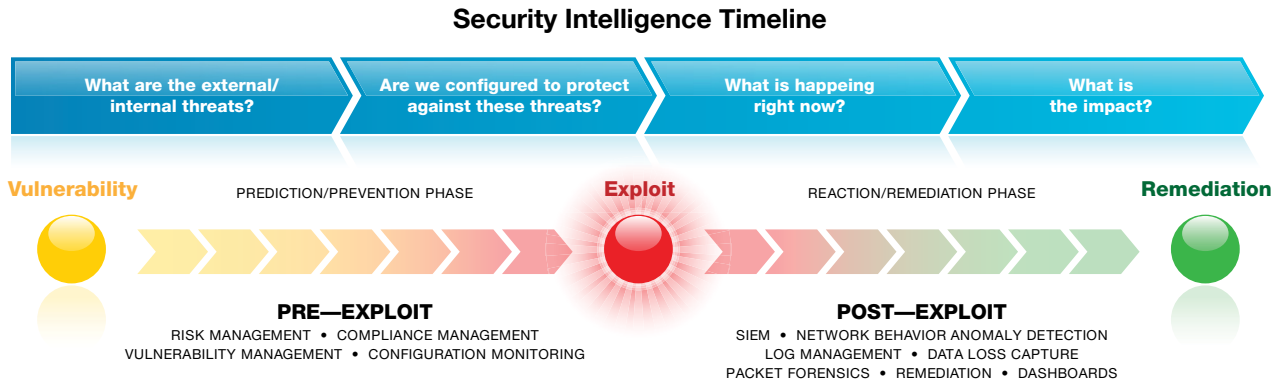 Security Intelligence Timeline
What are the external/
internal threats?
Are we configured to protect
against these threats?
What is happeing
right now?
What is
the impact?
Vulnerability
PREDICTION/PREVENTION PHASE
Exploit
REACTION/REMEDIATION PHASE
Remediation
PRE—EXPLOIT
RISK MANAGEMENT • COMPLIANCE MANAGEMENT
VULNERABILITY MANAGEMENT • CONFIGURATION MONITORING
POST—EXPLOIT
SIEM • NETWORK BEHAVIOR ANOMALY DETECTION
LOG MANAGEMENT • DATA LOSS CAPTURE
PACKET FORENSICS • REMEDIATION • DASHBOARDS